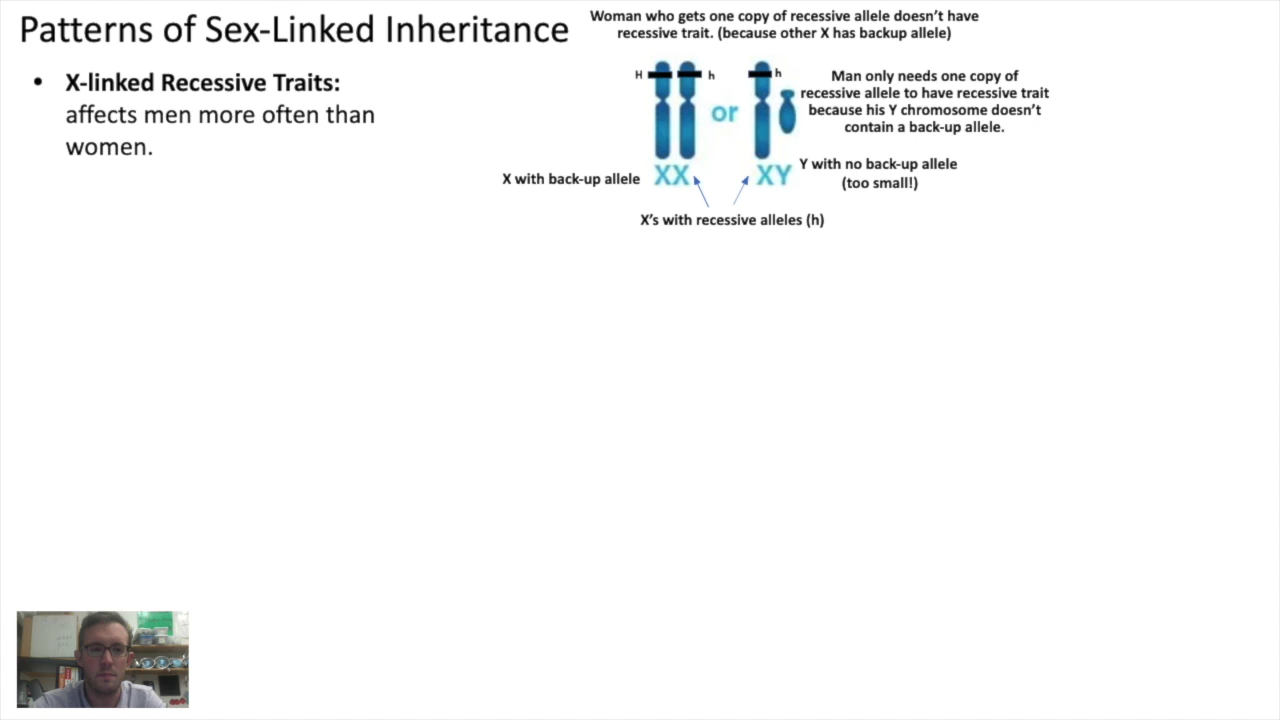 Patterns of Sex-Linked Inheritance
• X-linked Recessive Traits:
affects men more often than
women.
Woman who gets one copy of recessive allele doesn’t have
recessive trait. (because other X has backup allele)
H
h
or
h
Man only needs one copy of
recessive allele to have recessive trait
because his Y chromosome doesn’t
contain a back-up allele.
X with back-up allele
XX
XY
Y with no back-up allele
(too small!)
X’s with recessive alleles (h)